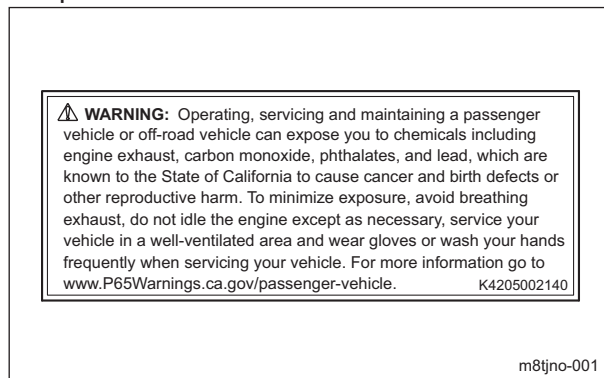 ⚠ WARNING: Operating, servicing and maintaining a passenger
vehicle or off-road vehicle can expose you to chemicals including
engine exhaust, carbon monoxide, phthalates, and lead, which are
known to the State of California to cause cancer and birth defects or
other reproductive harm. To minimize exposure, avoid breathing
exhaust, do not idle the engine except as necessary, service your
vehicle in a well-ventilated area and wear gloves or wash your hands
frequently when servicing your vehicle. For more information go to
www.P65Warnings.ca.gov/passenger-vehicle. K4205002140
m8tjno-001